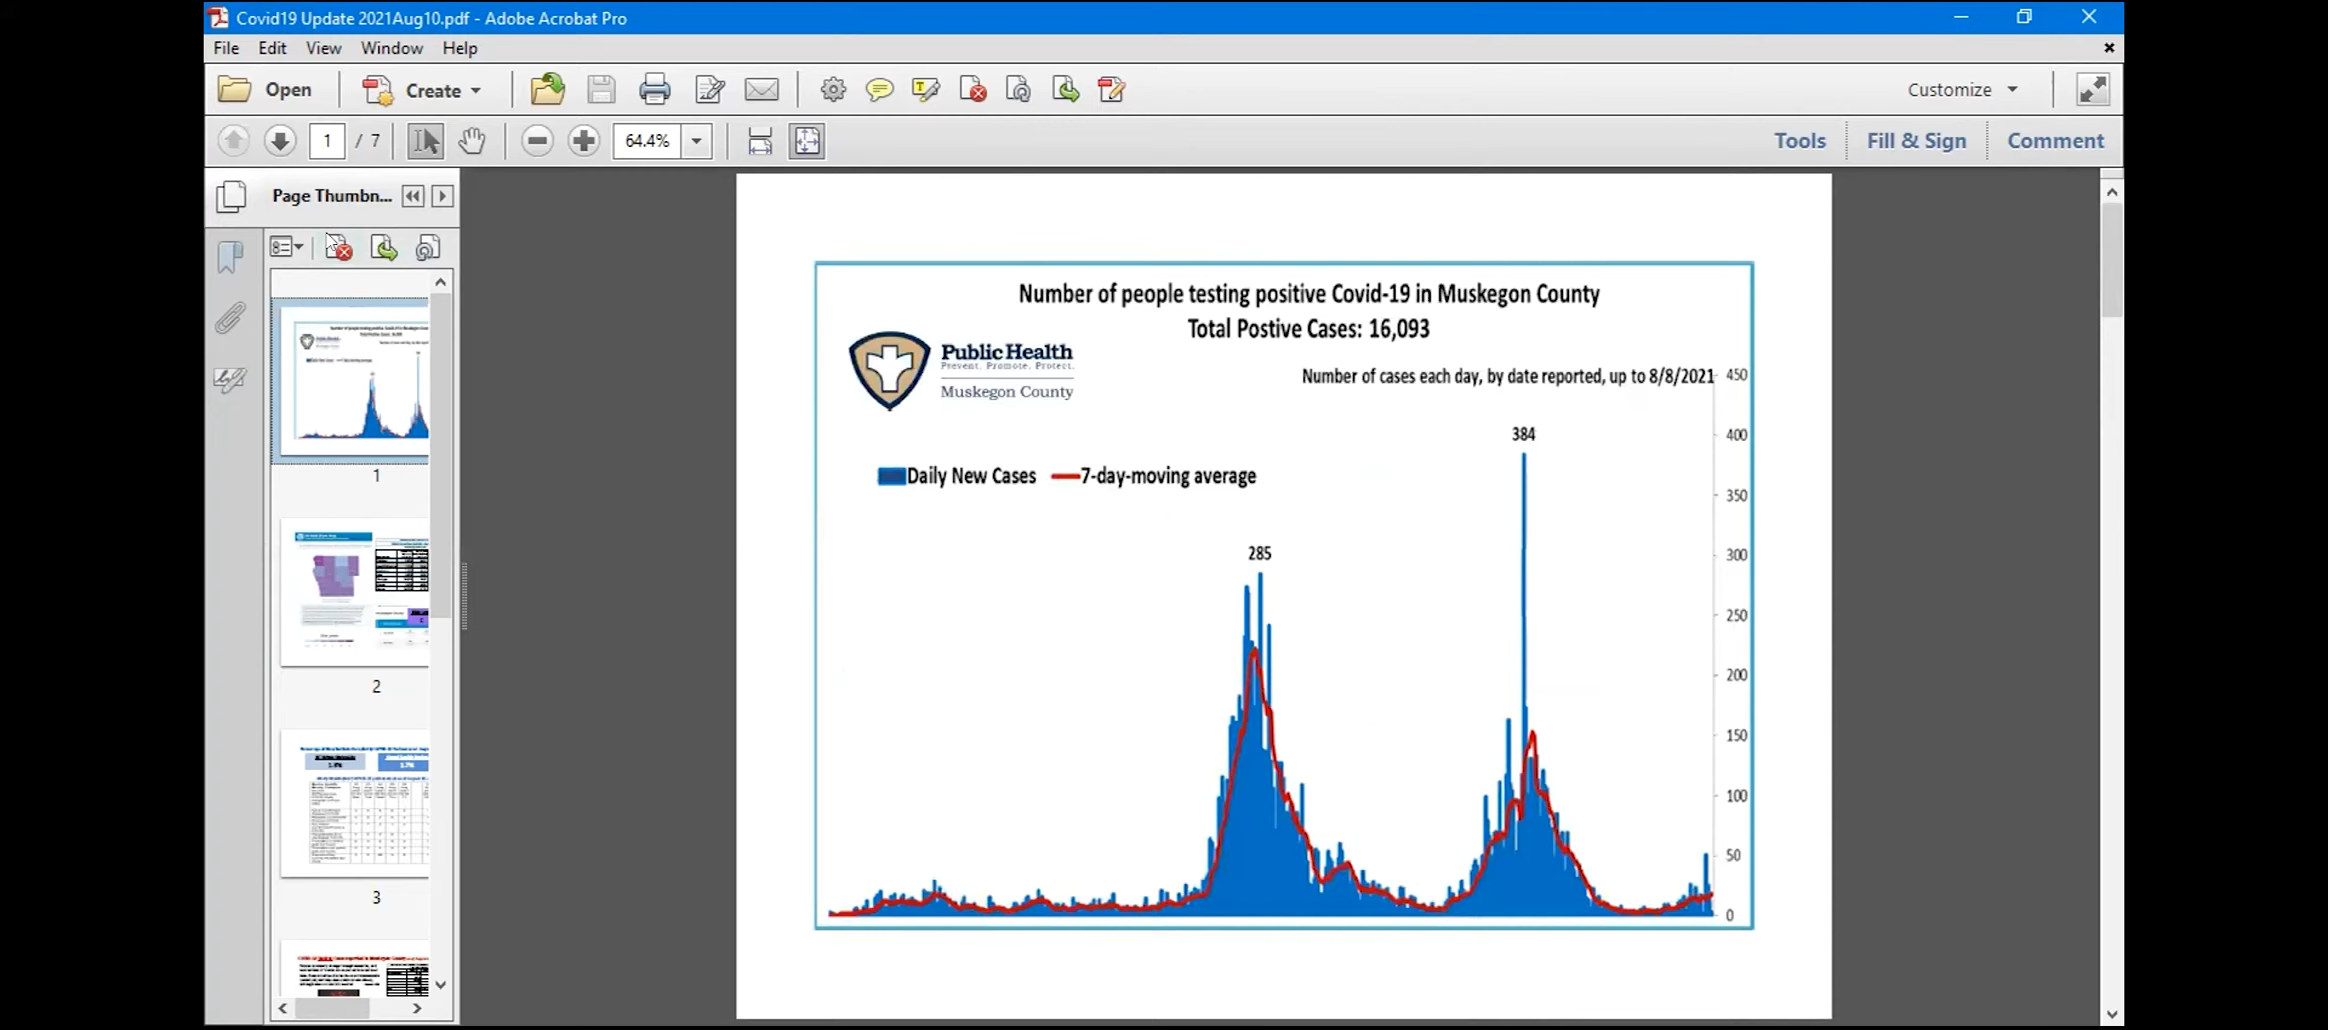 Covid19 Update 2021Aug10.pdf - Adobe Acrobat Pro
File Edit View Window Help
Open Create Customize
1 / 7 64.4% Tools Fill & Sign Comment
Page Thumbn...
1
2
3
Number of people testing positive Covid-19 in Muskegon County
Total Postive Cases: 16,093
Public Health
Prevent. Promote. Protect.
Muskegon County
Number of cases each day, by date reported, up to 8/8/2021
Daily New Cases 7-day-moving average
285
384
450
400
350
300
250
200
150
100
50
0